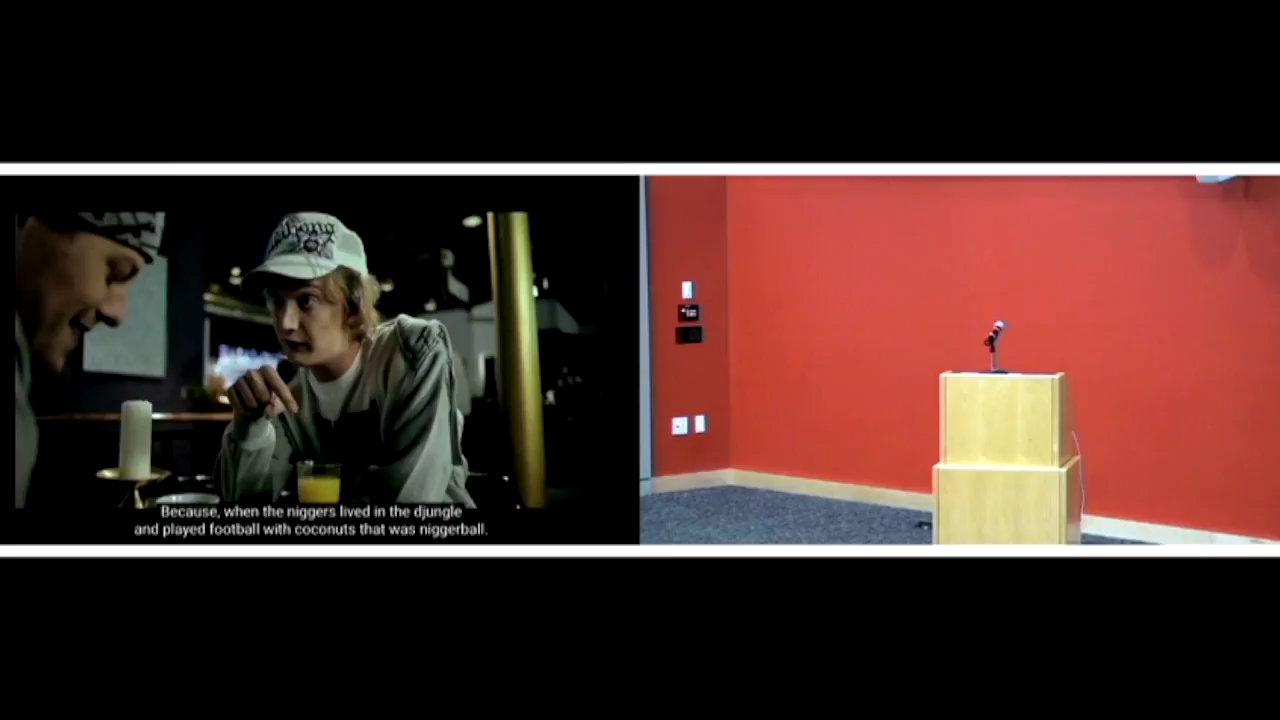 Because, when the niggers lived in the djungle
and played football with coconuts that was niggerball.